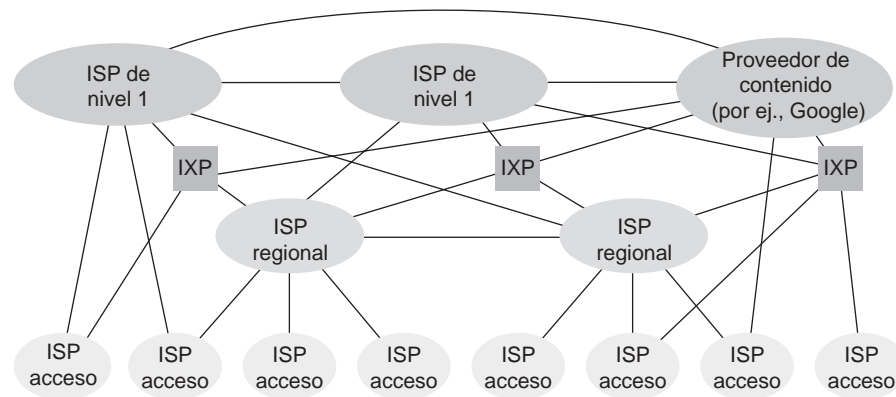 ISP de
nivel 1
ISP de
nivel 1
Proveedor de
contenido
(por ej., Google)
IXP
IXP
IXP
ISP
regional
ISP
regional
ISP
acceso
ISP
acceso
ISP
acceso
ISP
acceso
ISP
acceso
ISP
acceso
ISP
acceso
ISP
acceso